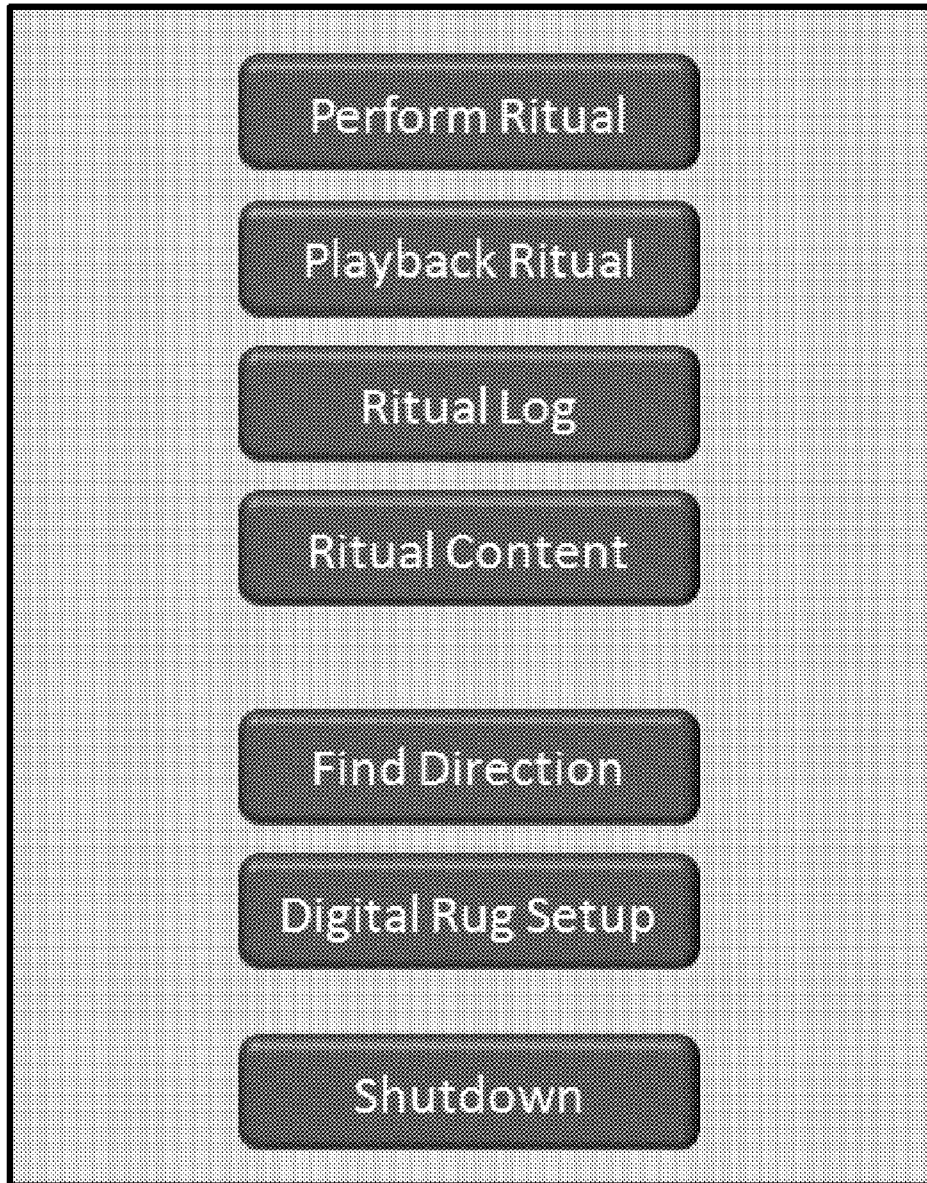 Perform Ritual
Playback Ritual
Ritual Log
Ritual Content
Find Direction
Digital Rug Setup
Shutdown